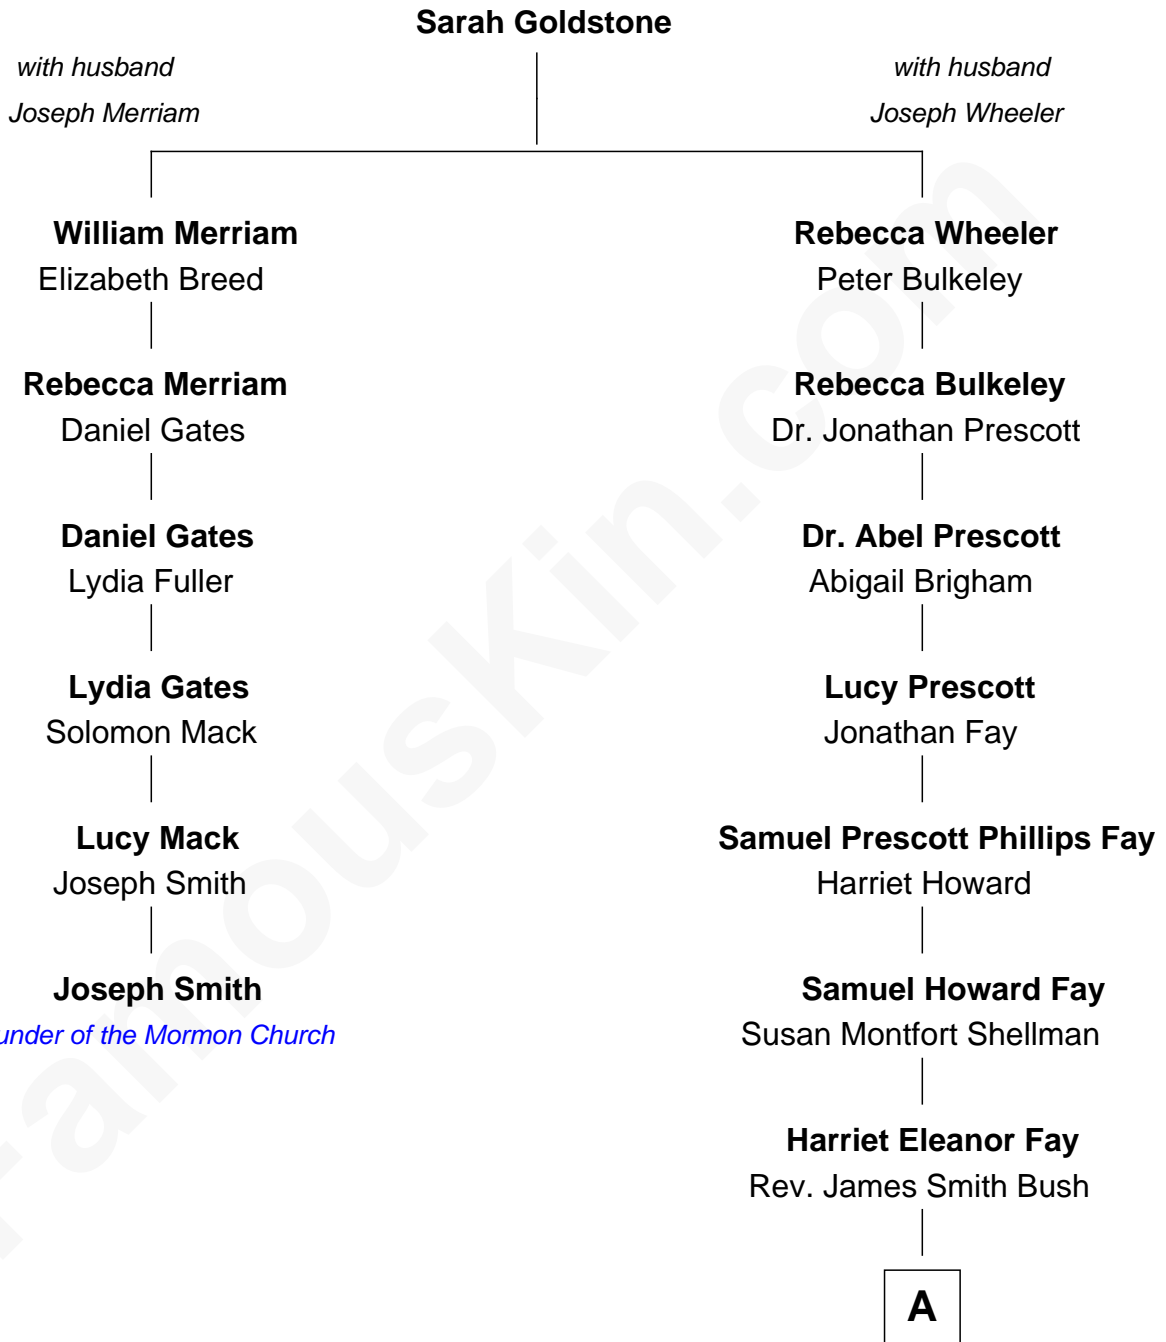 Sarah Goldstone
with husband
Joseph Merriam
with husband
Joseph Wheeler
William Merriam
Elizabeth Breed
Rebecca Merriam
Daniel Gates
Daniel Gates
Lydia Fuller
Lydia Gates
Solomon Mack
Lucy Mack
Joseph Smith
Joseph Smith
under of the Mormon Church
Rebecca Wheeler
Peter Bulkeley
Rebecca Bulkeley
Dr. Jonathan Prescott
Dr. Abel Prescott
Abigail Brigham
Lucy Prescott
Jonathan Fay
Samuel Prescott Phillips Fay
Harriet Howard
Samuel Howard Fay
Susan Montfort Shellman
Harriet Eleanor Fay
Rev. James Smith Bush
A
FamousKin.com